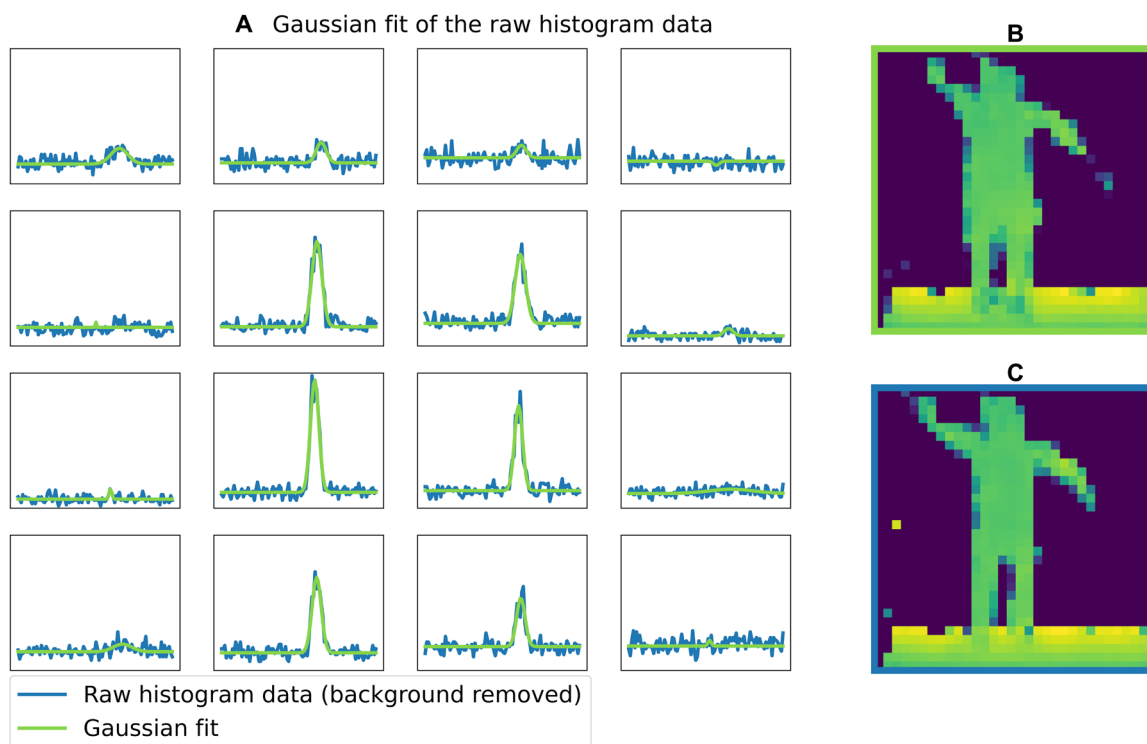 A Gaussian fit of the raw histogram data
B
C
Raw histogram data (background removed)
Gaussian fit